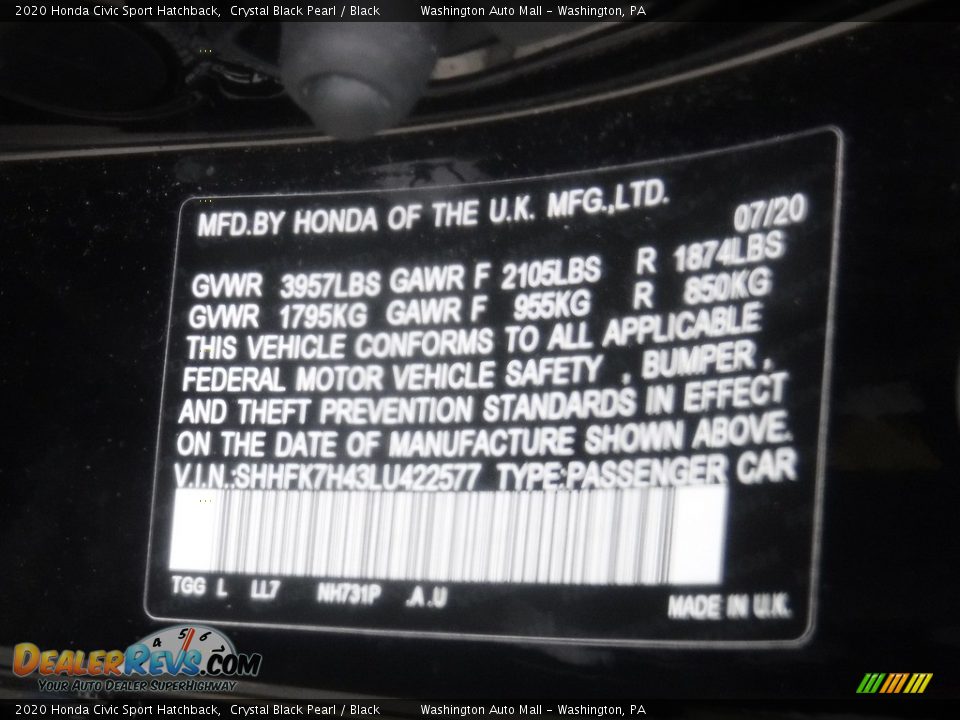 2020 Honda Civic Sport Hatchback, Crystal Black Pearl / Black Washington Auto Mall - Washington, PA
MFD.BY HONDA OF THE U.K. MFG.,LTD.
07/20
GVWR 3957LBS GAWR F 2105LBS R 1874LBS
GVWR 1795KG GAWR F 955KG R 850KG
THIS VEHICLE CONFORMS TO ALL APPLICABLE
FEDERAL MOTOR VEHICLE SAFETY , BUMPER ,
AND THEFT PREVENTION STANDARDS IN EFFECT
ON THE DATE OF MANUFACTURE SHOWN ABOVE.
V.I.N.:SHHFK7H43LU422577 TYPE:PASSENGER CAR
TGG L LL7 NH731P .A .U
MADE IN U.K.
4 5 6
DEALERREVS.COM
YOUR AUTO DEALER SUPERHIGHWAY
2020 Honda Civic Sport Hatchback, Crystal Black Pearl / Black Washington Auto Mall - Washington, PA